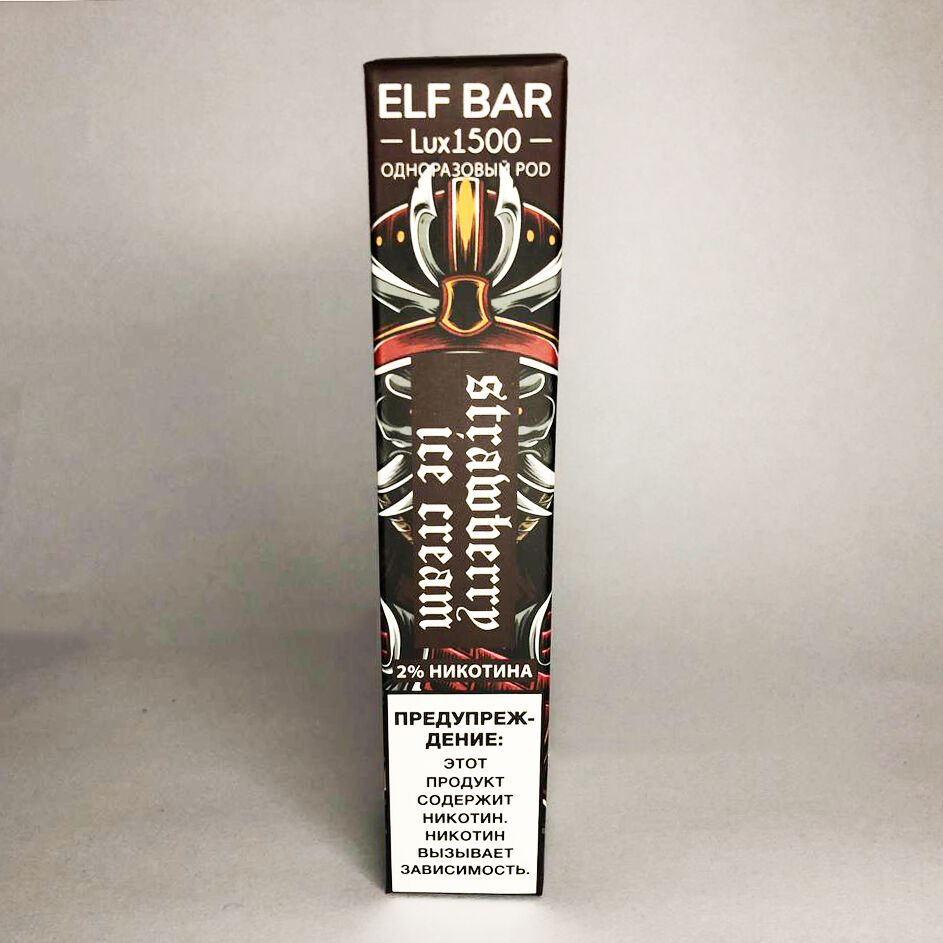 ELF BAR
Lux1500
ОДНОРАЗОВЫЙ POD
strawberry
ice cream
2% НИКОТИНА
ПРЕДУПРЕЖ-
ДЕНИЕ:
ЭТОТ
ПРОДУКТ
СОДЕРЖИТ
НИКОТИН.
НИКОТИН
ВЫЗЫВАЕТ
ЗАВИСИМОСТЬ.